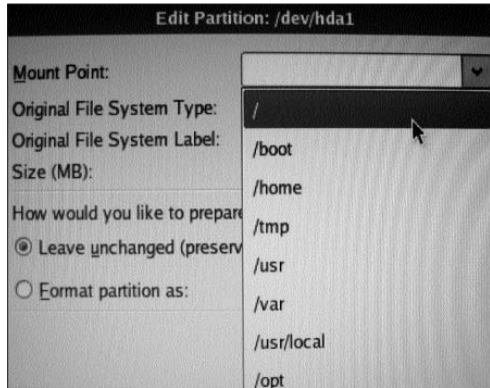 Edit Partition: /dev/hda1
Mount Point:
Original File System Type:
/
Original File System Label:
/boot
Size (MB):
/home
How would you like to prepare
/tmp
Leave unchanged (preserv
/usr
Format partition as:
/var
/usr/local
/opt